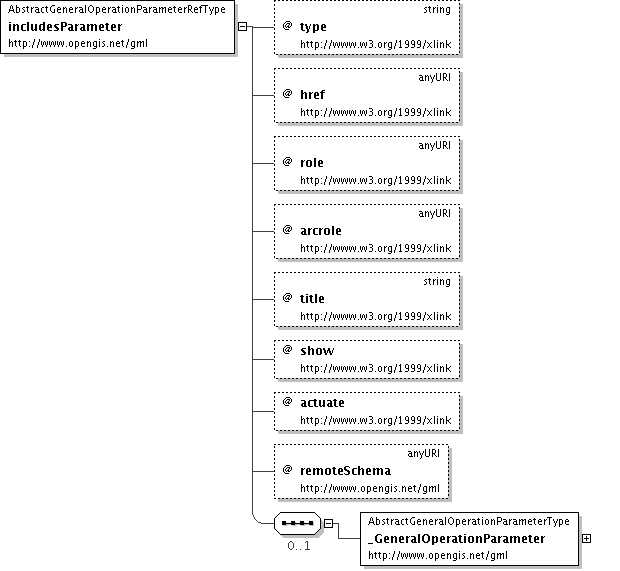 AbstractGeneralOperationParameterRefType
includesParameter
http://www.opengis.net/gml
string
@ type
http://www.w3.org/1999/xlink
anyURI
@ href
http://www.w3.org/1999/xlink
anyURI
@ role
http://www.w3.org/1999/xlink
anyURI
@ arcrole
http://www.w3.org/1999/xlink
string
@ title
http://www.w3.org/1999/xlink
@ show
http://www.w3.org/1999/xlink
@ actuate
http://www.w3.org/1999/xlink
anyURI
@ remoteSchema
http://www.opengis.net/gml
0..1
AbstractGeneralOperationParameterType
_GeneralOperationParameter
http://www.opengis.net/gml